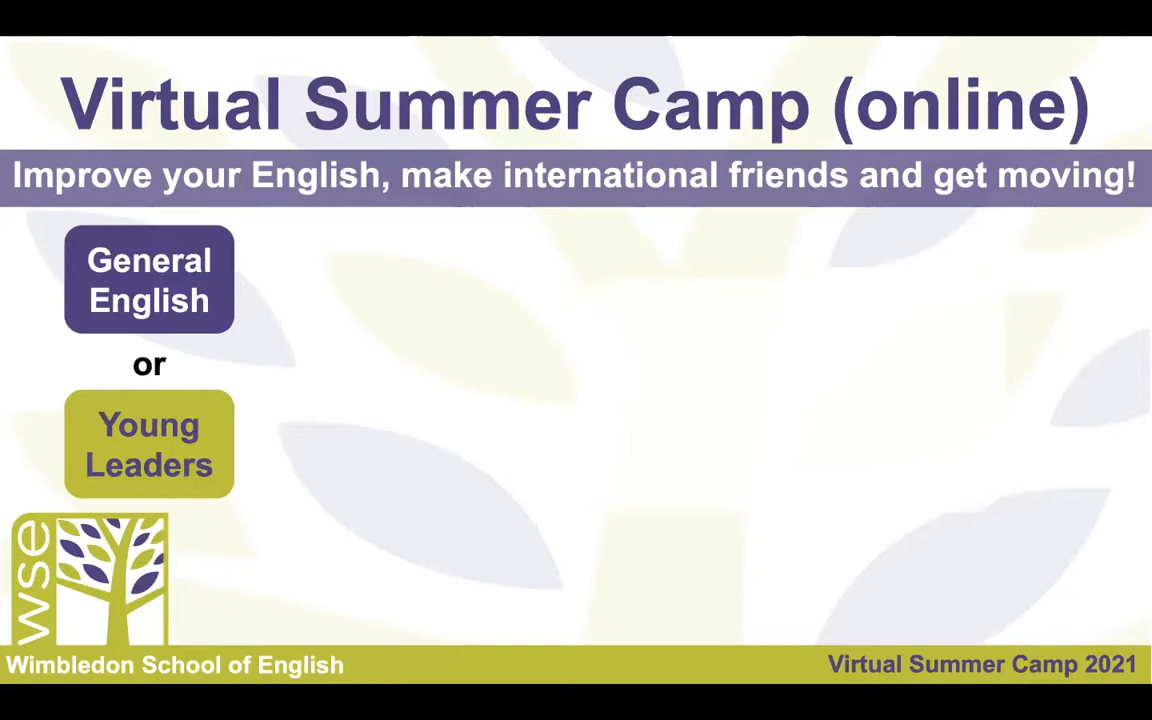 Virtual Summer Camp (online)
Improve your English, make international friends and get moving!
General
English
or
Young
Leaders
wse
Wimbledon School of English
Virtual Summer Camp 2021